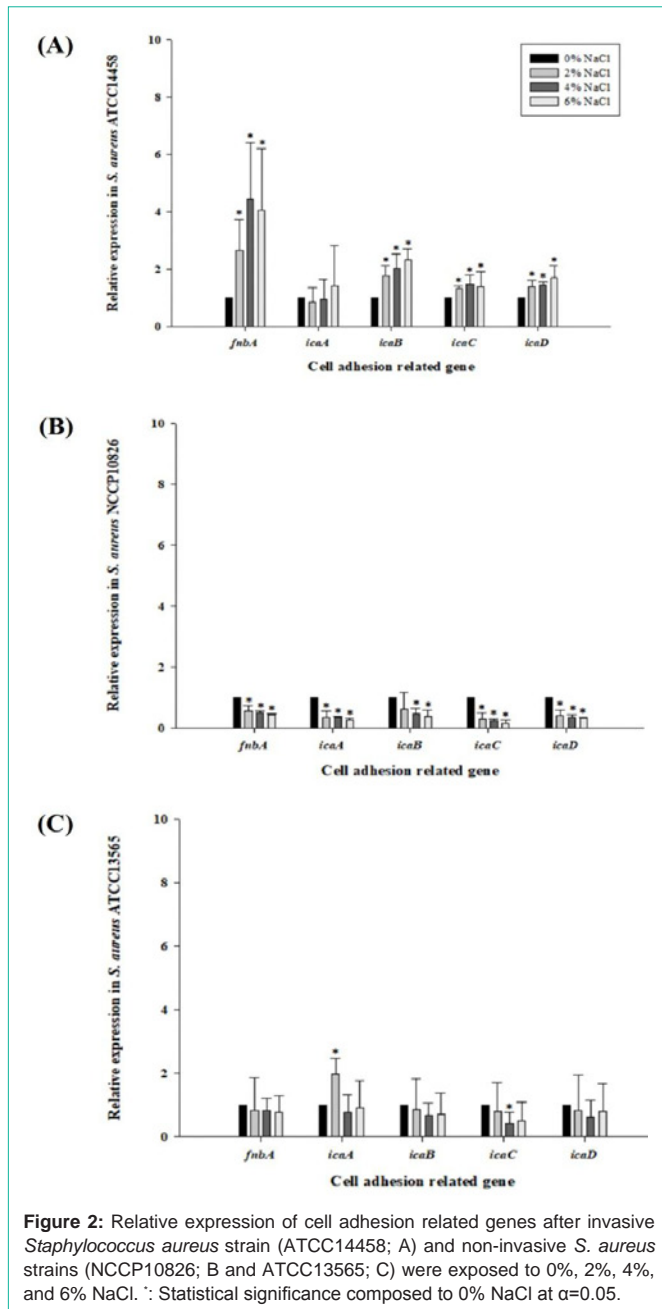 (A)
Relative expression in S. aureus ATCC14458
10
8
6
4
2
0
0% NaCl
2% NaCl
4% NaCl
6% NaCl
* * *
* * *
* * *
* * *
fnbA icaA icaB icaC icaD
Cell adhesion related gene
(B)
Relative expression in S. aureus NCCP10826
10
8
6
4
2
0
* * *
* * *
* *
* * *
* * *
fnbA icaA icaB icaC icaD
Cell adhesion related gene
(C)
Relative expression in S. aureus ATCC13565
10
8
6
4
2
0
*
*
fnbA icaA icaB icaC icaD
Cell adhesion related gene
Figure 2: Relative expression of cell adhesion related genes after invasive
Staphylococcus aureus strain (ATCC14458; A) and non-invasive S. aureus
strains (NCCP10826; B and ATCC13565; C) were exposed to 0%, 2%, 4%,
and 6% NaCl. *: Statistical significance composed to 0% NaCl at α=0.05.